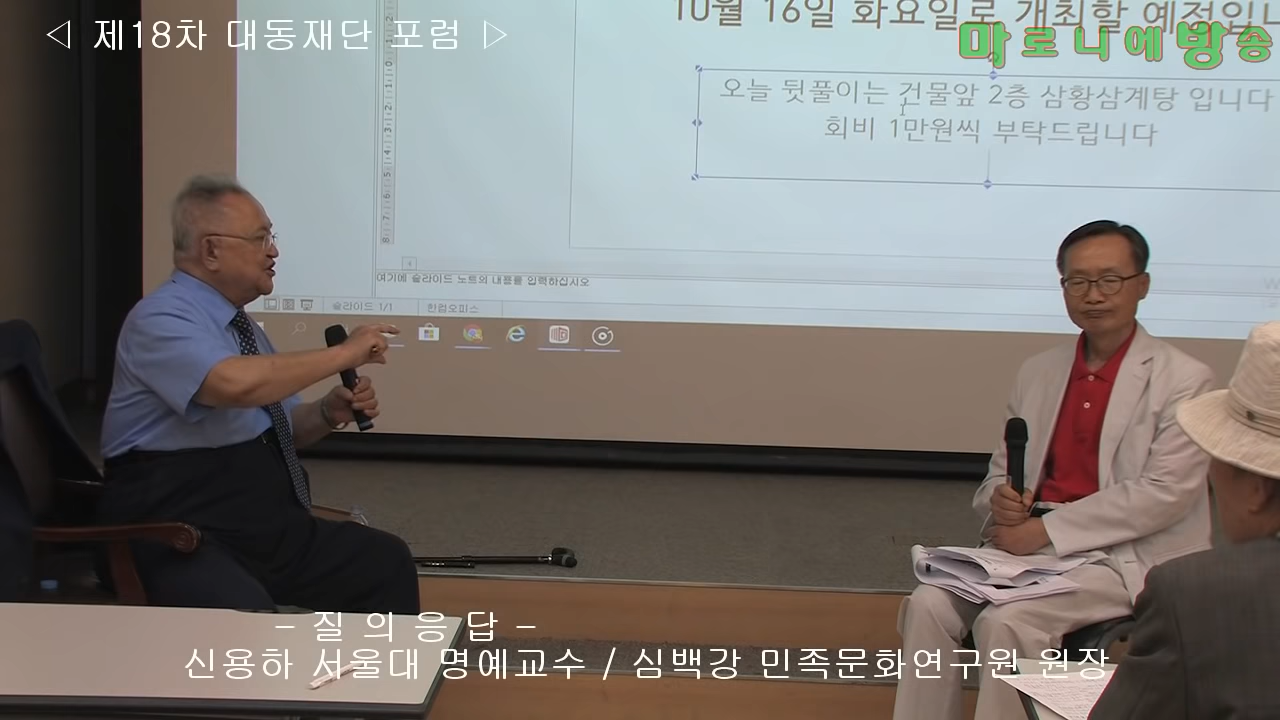 ◁ 제18차 대동재단 포럼 ▷
마로니에방송
10월 16일 화요일로 개최할 예정입니
오늘 뒷풀이는 건물앞 2층 삼황삼계탕 입니다
회비 1만원씩 부탁드립니다
여기에 슬라이드 노트의 내용을 입력하십시오
슬라이드 1/1 한컴오피스
- 질 의 응 답 -
신용하 서울대 명예교수 / 심백강 민족문화연구원 원장